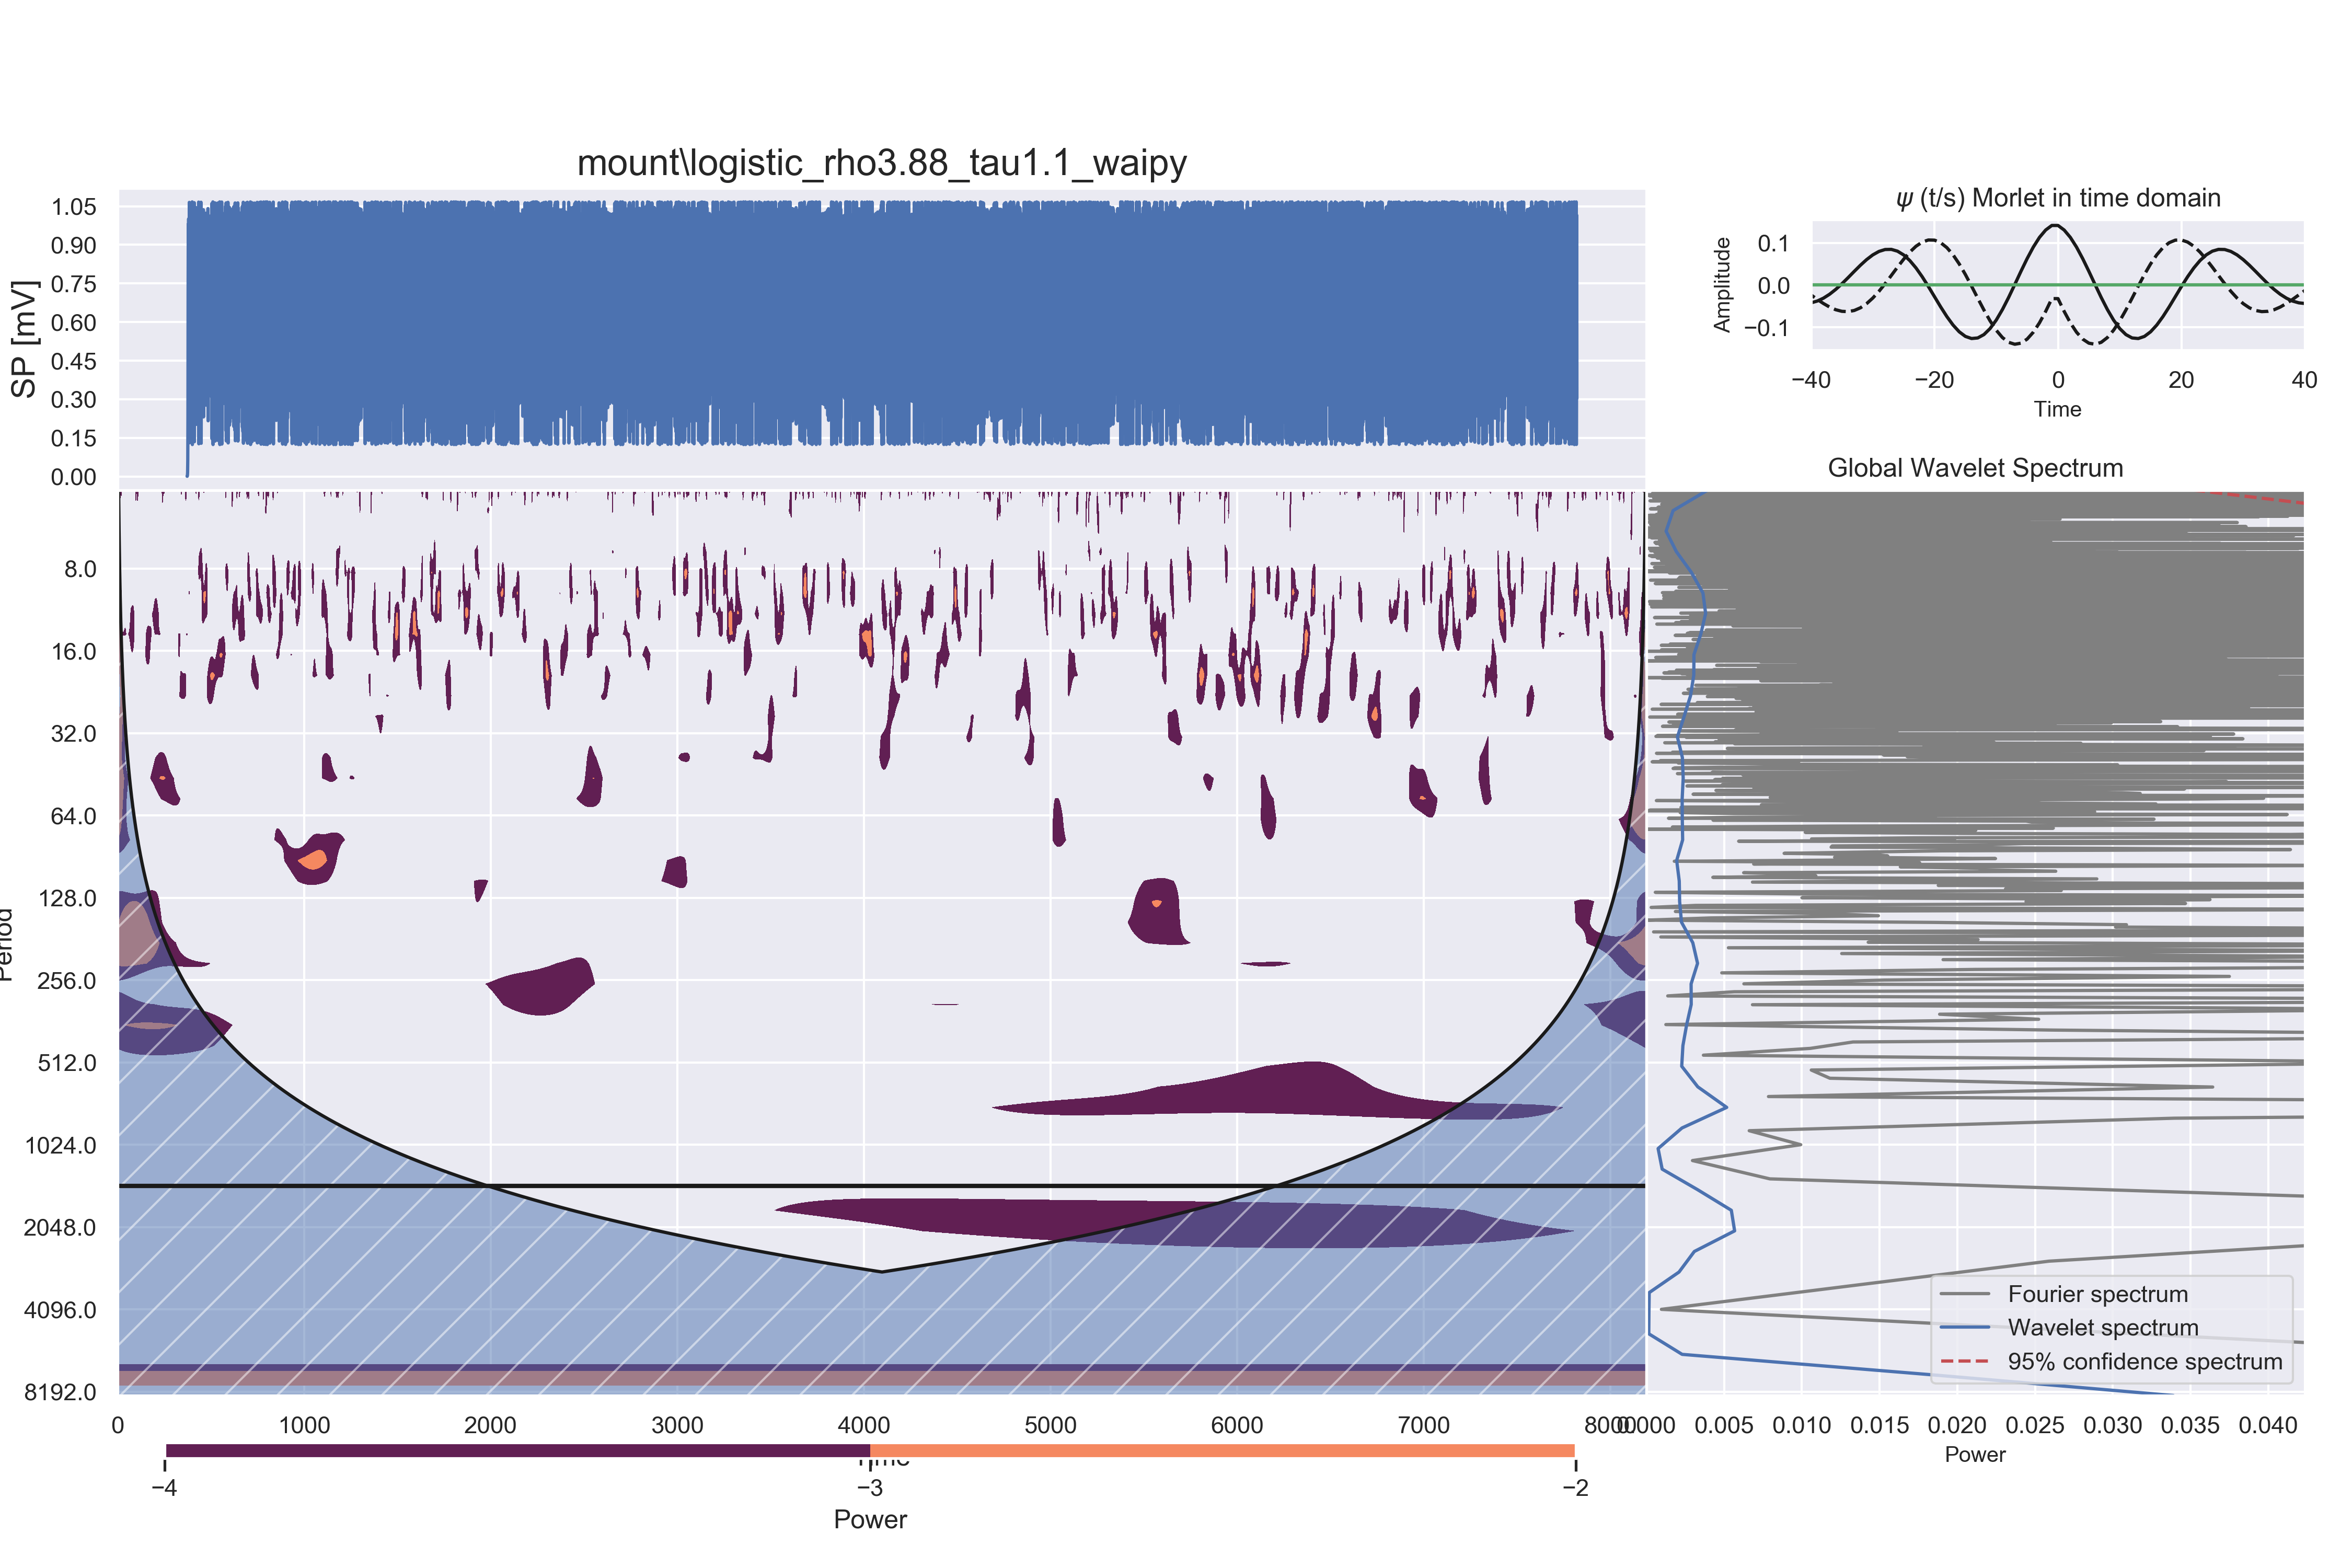 mount\logistic_rho3.88_tau1.1_waipy
SP [mV]
1.05
0.90
0.75
0.60
0.45
0.30
0.15
0.00
ψ (t/s) Morlet in time domain
Amplitude
0.1
0.0
−0.1
−40 −20 0 20 40
Time
Global Wavelet Spectrum
Period
8.0
16.0
32.0
64.0
128.0
256.0
512.0
1024.0
2048.0
4096.0
8192.0
Fourier spectrum
Wavelet spectrum
95% confidence spectrum
0 1000 2000 3000 4000 5000 6000 7000 8000
0.000 0.005 0.010 0.015 0.020 0.025 0.030 0.035 0.040
Time
Power
−4 −3 −2
Power